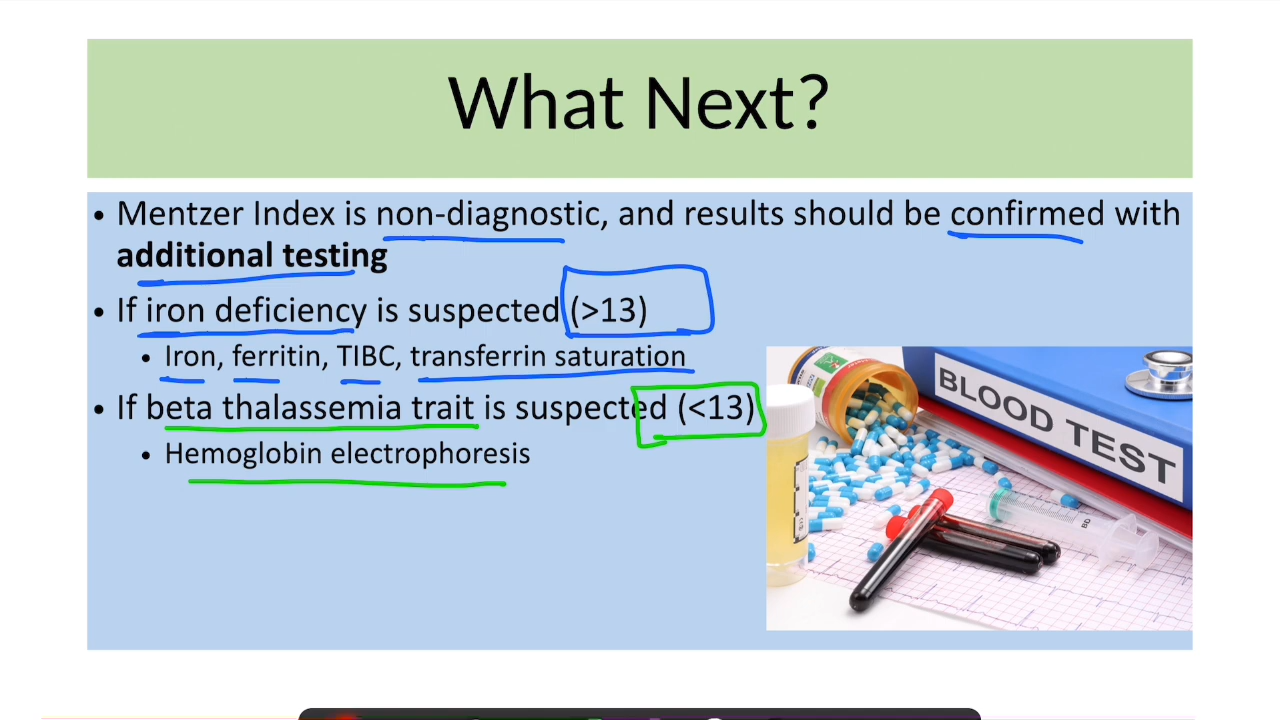 What Next?
• Mentzer Index is non-diagnostic, and results should be confirmed with
additional testing
• If iron deficiency is suspected (>13)
• Iron, ferritin, TIBC, transferrin saturation
• If beta thalassemia trait is suspected (<13)
• Hemoglobin electrophoresis
BLOOD TEST
BD